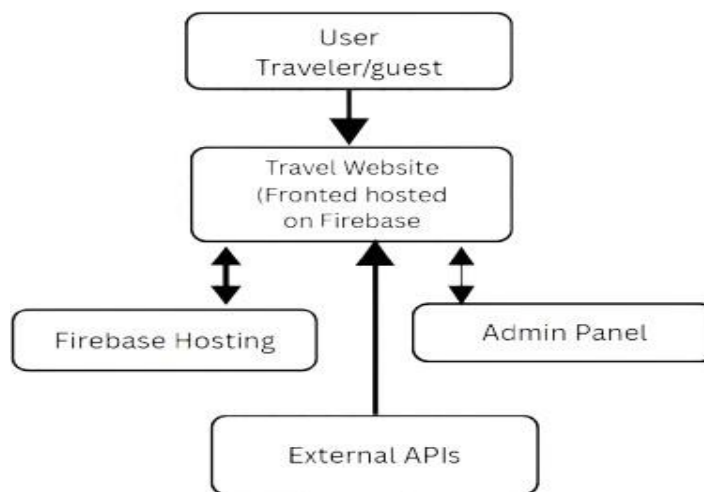 User
Traveler/guest
Travel Website
(Fronted hosted
on Firebase
Firebase Hosting
Admin Panel
External APIs